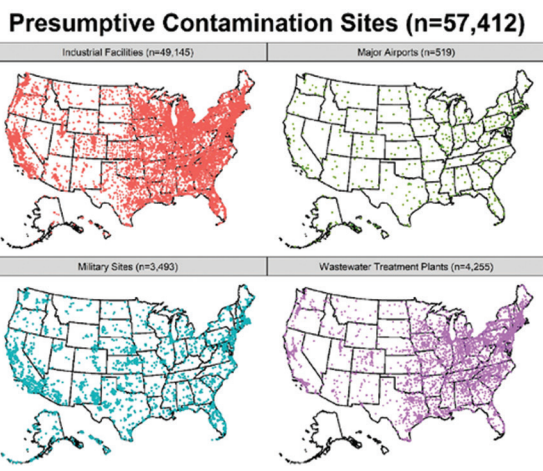 Presumptive Contamination Sites (n=57,412)
Industrial Facilities (n=49,145)
Major Airports (n=519)
Military Sites (n=3,493)
Wastewater Treatment Plants (n=4,255)